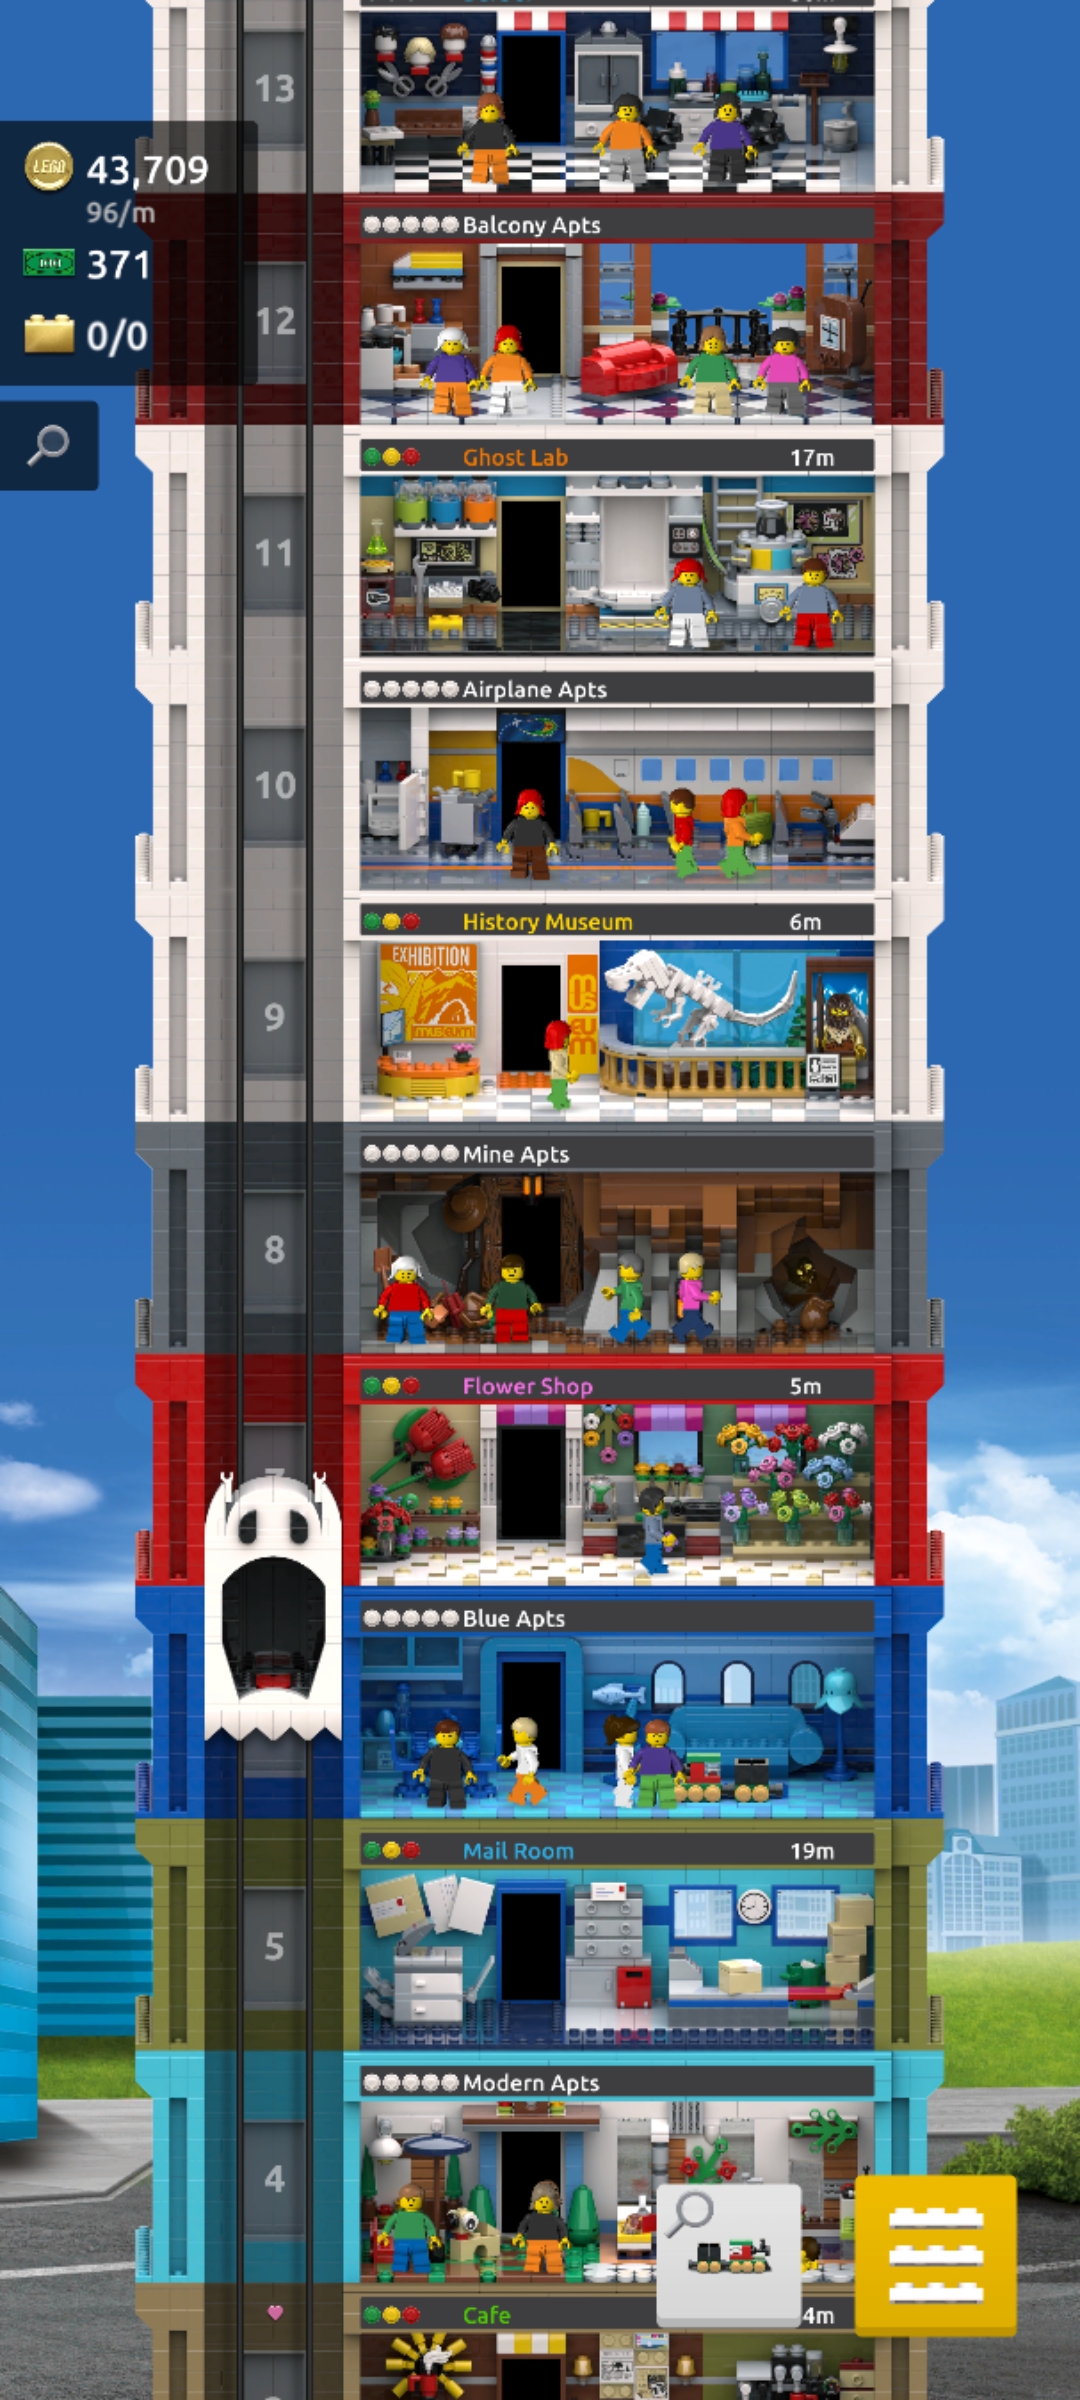 13
LEGO 43,709
96/m
371
0/0
Balcony Apts
12
Ghost Lab 17m
11
Airplane Apts
10
History Museum 6m
EXHIBITION
MUSEUM
MUSEUM
9
Mine Apts
8
Flower Shop 5m
7
Blue Apts
Mail Room 19m
5
Modern Apts
4
Cafe 4m